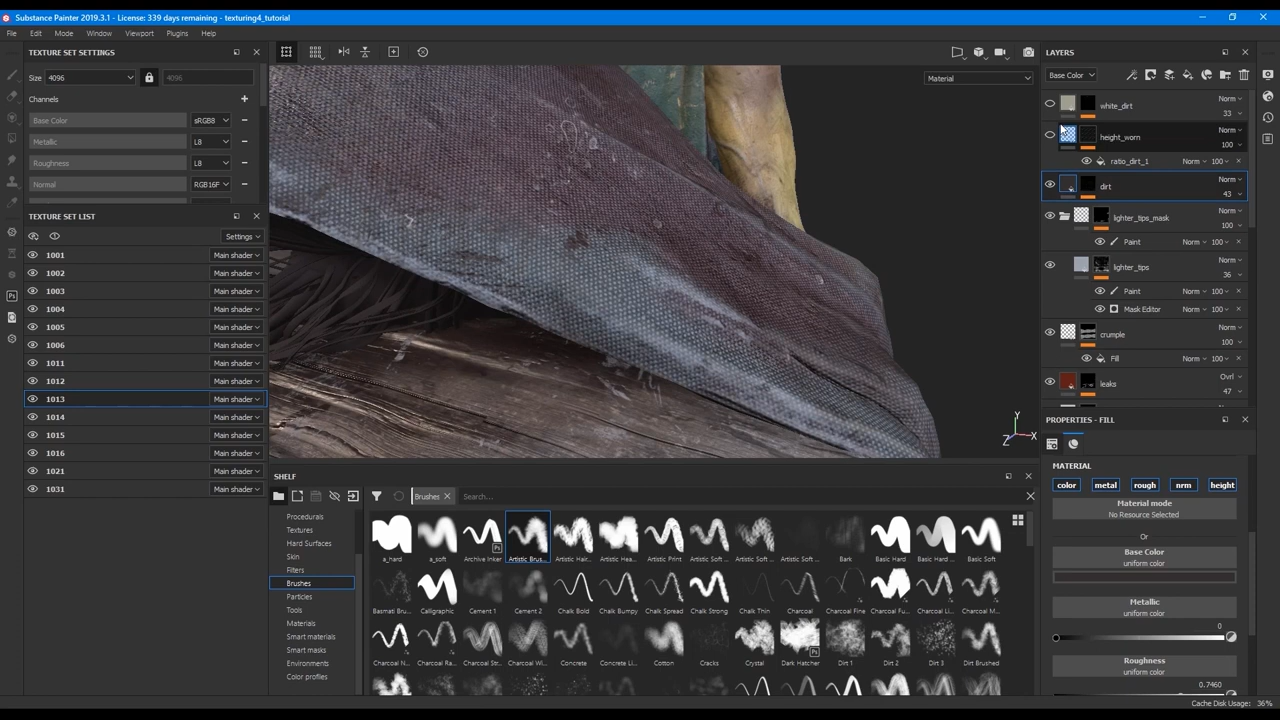 Substance Painter 2019.3.1 - License: 339 days remaining - texturing4_tutorial
File Edit Mode Window Viewport Plugins Help
TEXTURE SET SETTINGS
Size 4096 4096
Channels
Base Color sRGB8
Metallic L8
Roughness L8
Normal RGB16F
TEXTURE SET LIST
Settings
1001 Main shader
1002 Main shader
1003 Main shader
1004 Main shader
1005 Main shader
1006 Main shader
1011 Main shader
1012 Main shader
1013 Main shader
1014 Main shader
1015 Main shader
1016 Main shader
1021 Main shader
1031 Main shader
Material
Y
Z X
SHELF
Brushes Search...
Procedurals
Textures
Hard Surfaces
Skin
Filters
Brushes
Particles
Tools
Materials
Smart materials
Smart masks
Environments
Color profiles
a_hard a_soft Archive Inker Artistic Brus... Artistic Hair... Artistic Hea... Artistic Print Artistic Soft ... Artistic Soft ... Artistic Soft ... Bark Basic Hard Basic Hard ... Basic Soft
Basmati Bru... Calligraphic Cement 1 Cement 2 Chalk Bold Chalk Bumpy Chalk Spread Chalk Strong Chalk Thin Charcoal Charcoal Fine Charcoal Fu... Charcoal Li... Charcoal M...
Charcoal N... Charcoal Ra... Charcoal Str... Charcoal Wi... Concrete Concrete Li... Cotton Cracks Crystal Dark Hatcher Dirt 1 Dirt 2 Dirt 3 Dirt Brushed
LAYERS
Base Color
white_dirt Norm 33
height_worn Norm 100
ratio_dirt_1 Norm 100
dirt Norm 43
lighter_tips_mask Norm 100
Paint Norm 100
lighter_tips Norm 36
Paint Norm 100
Mask Editor Norm 100
crumple Norm 100
Fill Norm 100
leaks Ovrl 47
PROPERTIES - FILL
MATERIAL
color metal rough nrm height
Material mode
No Resource Selected
Or
Base Color
uniform color
Metallic
uniform color
0
Roughness
uniform color
0.7460
Cache Disk Usage: 36%